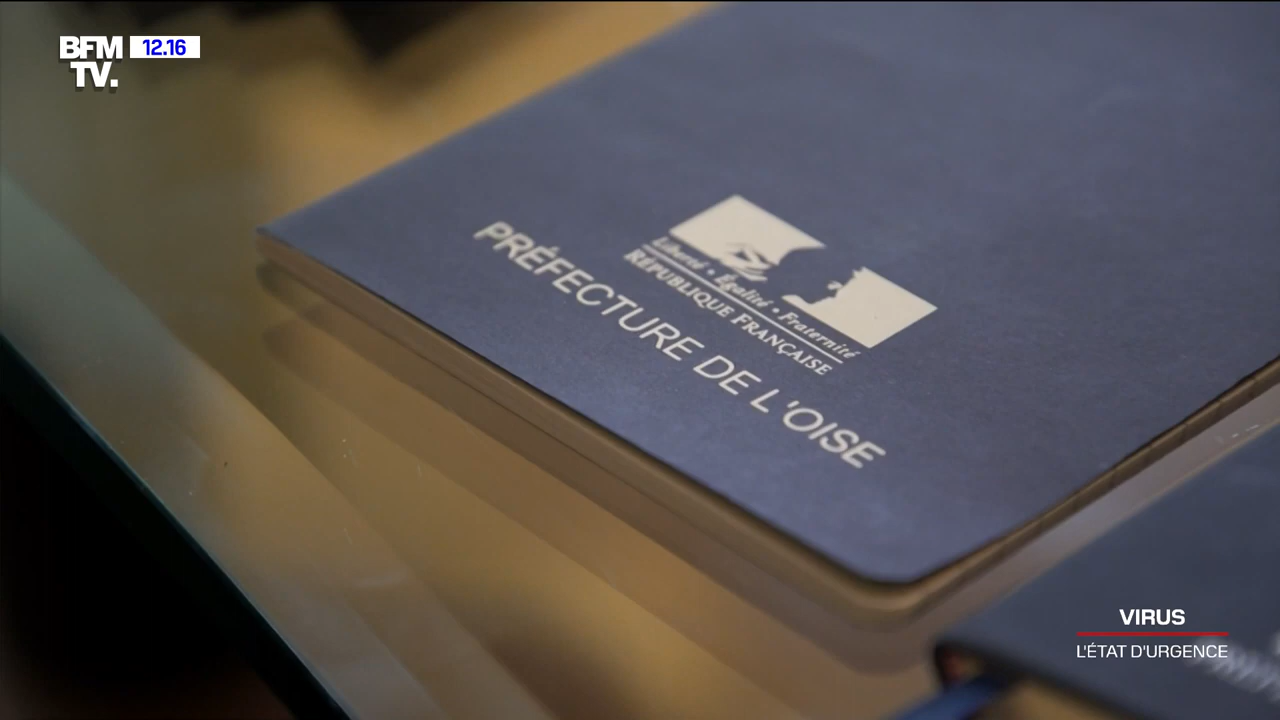 BFM 12.16
TV.
Liberté • Égalité • Fraternité
RÉPUBLIQUE FRANÇAISE
PRÉFECTURE DE L'OISE
VIRUS
L'ÉTAT D'URGENCE